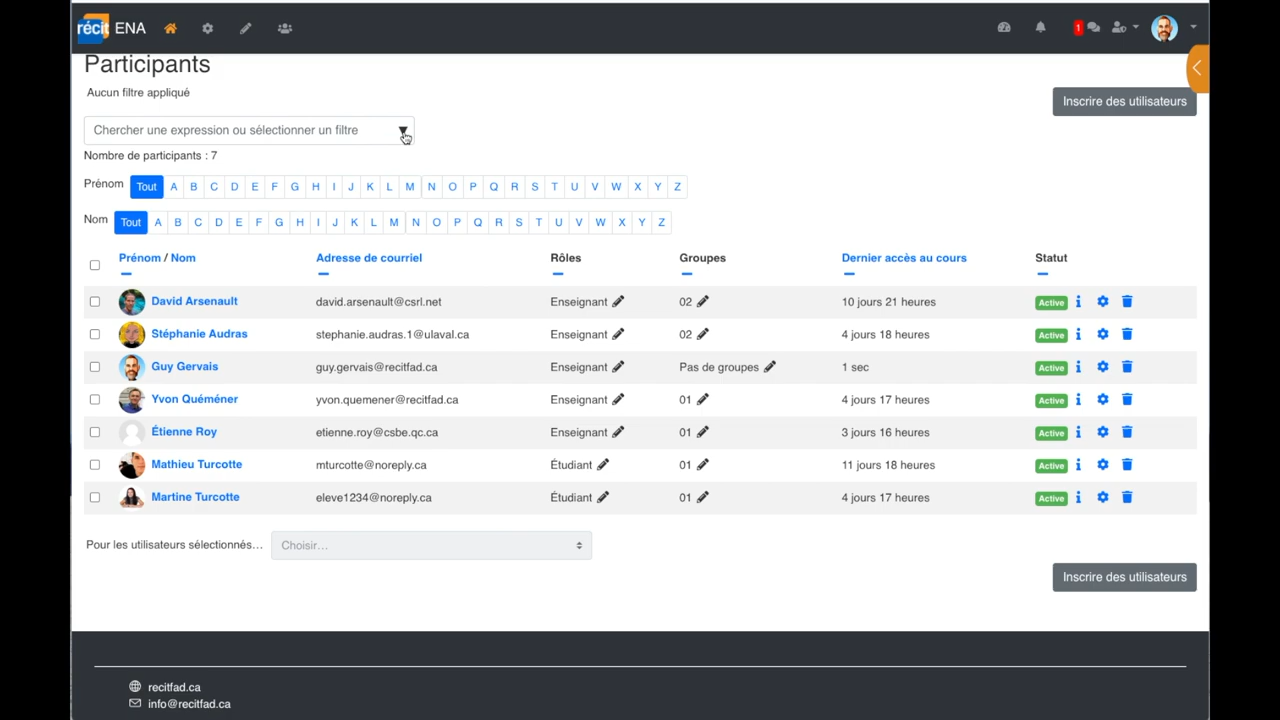 récit ENA
1
Participants
Aucun filtre appliqué
Inscrire des utilisateurs
Chercher une expression ou sélectionner un filtre
Nombre de participants : 7
Prénom Tout A B C D E F G H I J K L M N O P Q R S T U V W X Y Z
Nom Tout A B C D E F G H I J K L M N O P Q R S T U V W X Y Z
Prénom / Nom Adresse de courriel Rôles Groupes Dernier accès au cours Statut
David Arsenault david.arsenault@csrl.net Enseignant 02 10 jours 21 heures Active
Stéphanie Audras stephanie.audras.1@ulaval.ca Enseignant 02 4 jours 18 heures Active
Guy Gervais guy.gervais@recitfad.ca Enseignant Pas de groupes 1 sec Active
Yvon Quéméner yvon.quemener@recitfad.ca Enseignant 01 4 jours 17 heures Active
Étienne Roy etienne.roy@csbe.qc.ca Enseignant 01 3 jours 16 heures Active
Mathieu Turcotte mturcotte@noreply.ca Étudiant 01 11 jours 18 heures Active
Martine Turcotte eleve1234@noreply.ca Étudiant 01 4 jours 17 heures Active
Pour les utilisateurs sélectionnés… Choisir…
Inscrire des utilisateurs
recitfad.ca
info@recitfad.ca